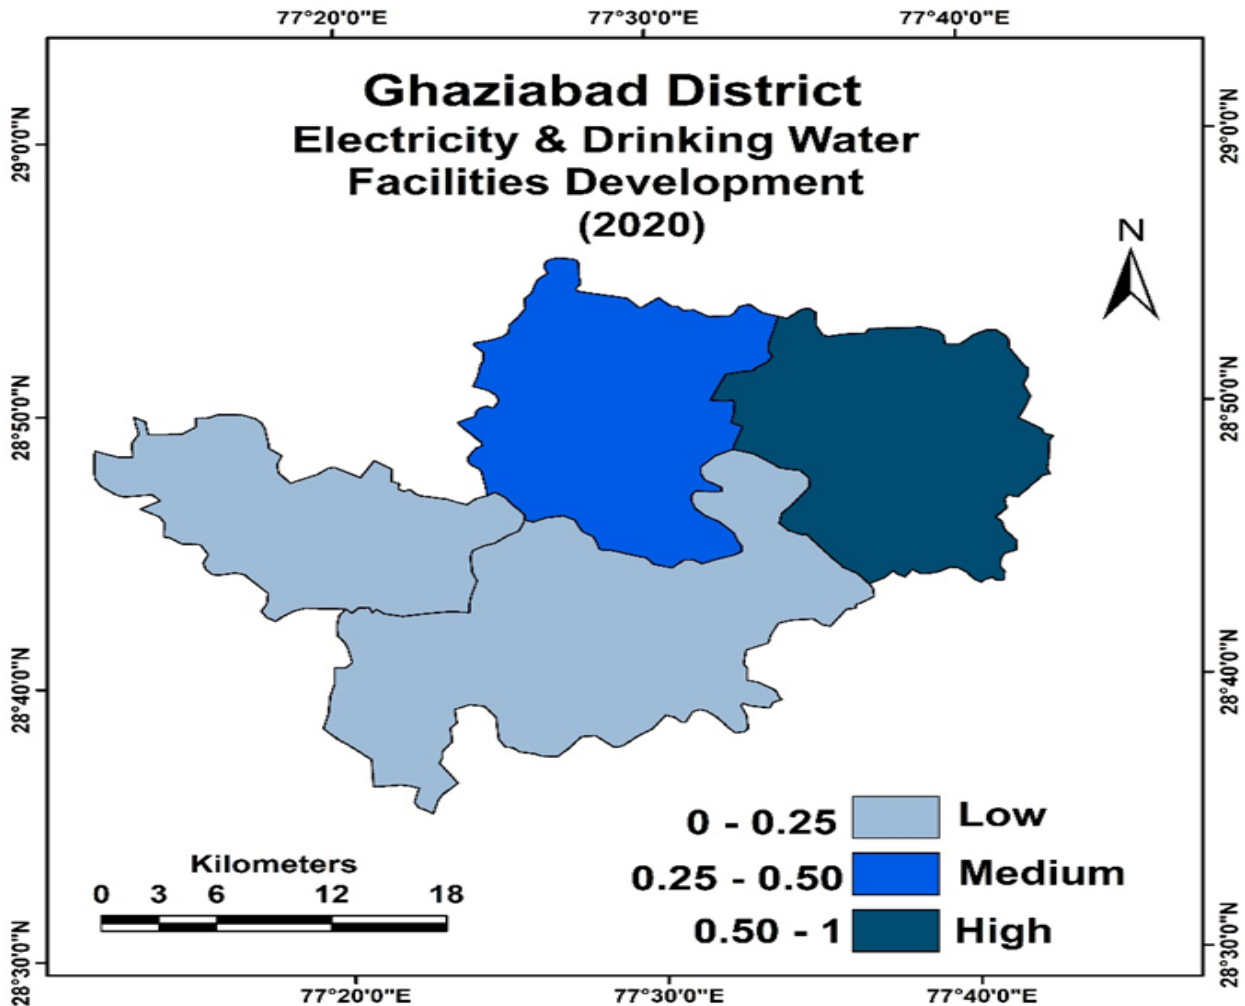 77°20'0"E 77°30'0"E 77°40'0"E
Ghaziabad District
Electricity & Drinking Water
Facilities Development
(2020)
N
29°0'0"N 29°0'0"N
28°50'0"N 28°50'0"N
28°40'0"N 28°40'0"N
28°30'0"N 28°30'0"N
0 - 0.25 Low
0.25 - 0.50 Medium
0.50 - 1 High
Kilometers
0 3 6 12 18
77°20'0"E 77°30'0"E 77°40'0"E